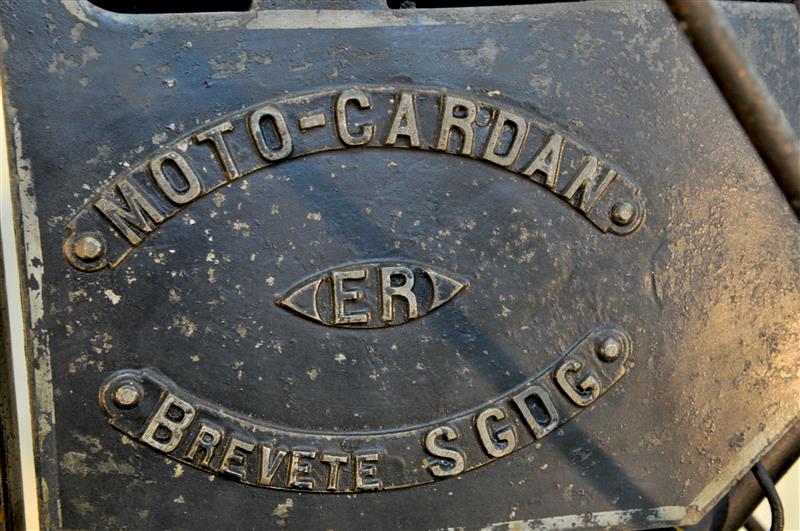 MOTO-CARDAN
ER
BREVETE SGDG